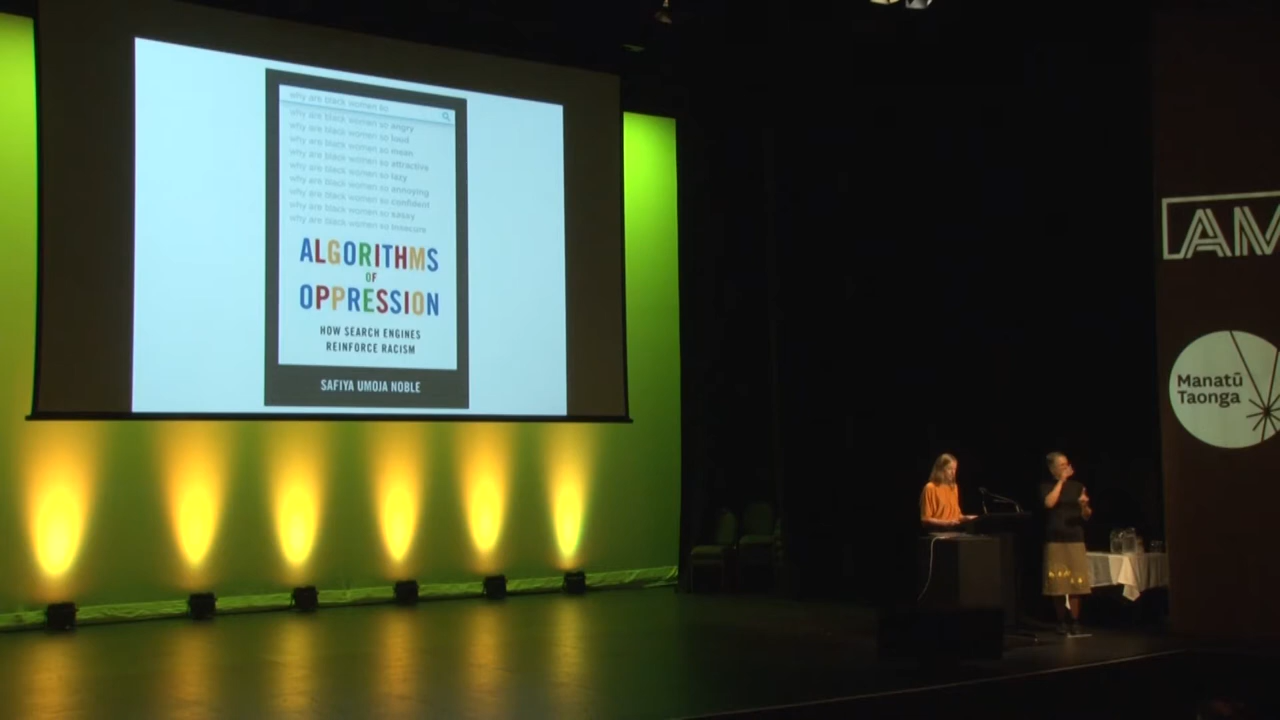 why are black women so
why are black women so angry
why are black women so loud
why are black women so mean
why are black women so attractive
why are black women so lazy
why are black women so annoying
why are black women so confident
why are black women so sassy
why are black women so insecure
ALGORITHMS
OF
OPPRESSION
HOW SEARCH ENGINES
REINFORCE RACISM
SAFIYA UMOJA NOBLE
AM
Manatū
Taonga